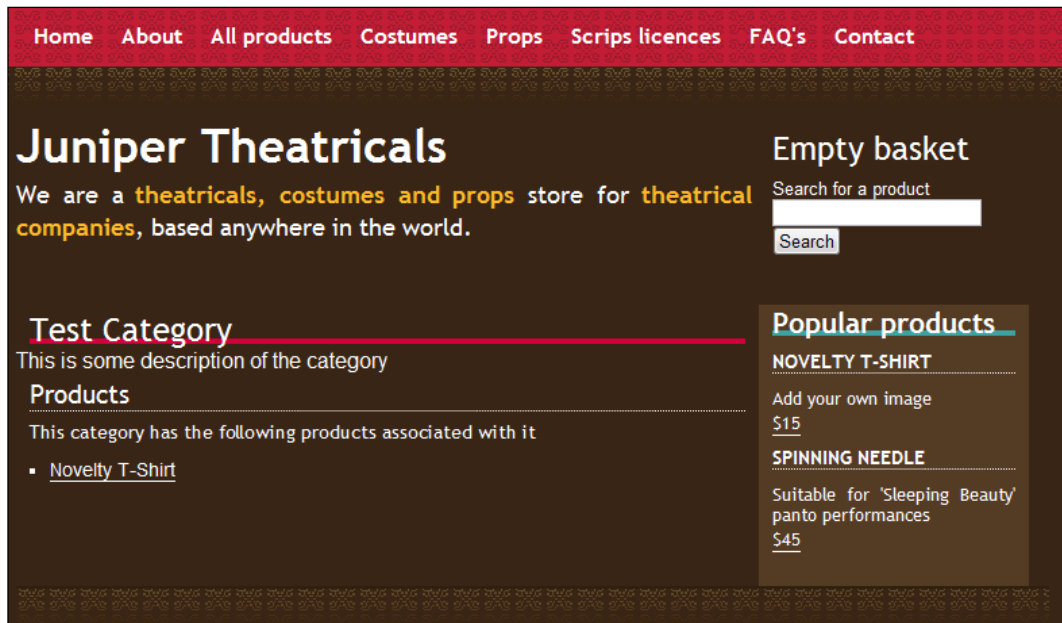 Home About All products Costumes Props Scrips licences FAQ's Contact
Juniper Theatricals
We are a theatricals, costumes and props store for theatrical
companies, based anywhere in the world.
Empty basket
Search for a product
Search
Test Category
This is some description of the category
Products
This category has the following products associated with it
Novelty T-Shirt
Popular products
NOVELTY T-SHIRT
Add your own image
$15
SPINNING NEEDLE
Suitable for 'Sleeping Beauty'
panto performances
$45